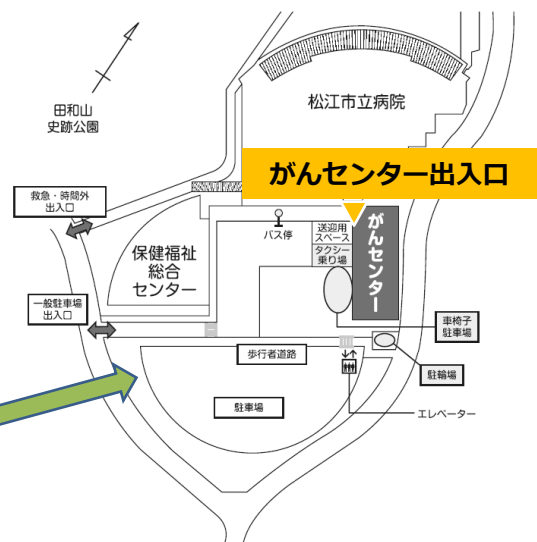 田和山
史跡公園
松江市立病院
がんセンター出入口
救急・時間外
出入口
バス停
送迎用
スペース
タクシー
乗り場
がんセンター
保健福祉
総合
センター
一般駐車場
出入口
車椅子
駐車場
歩行者道路
駐輪場
駐車場
エレベーター